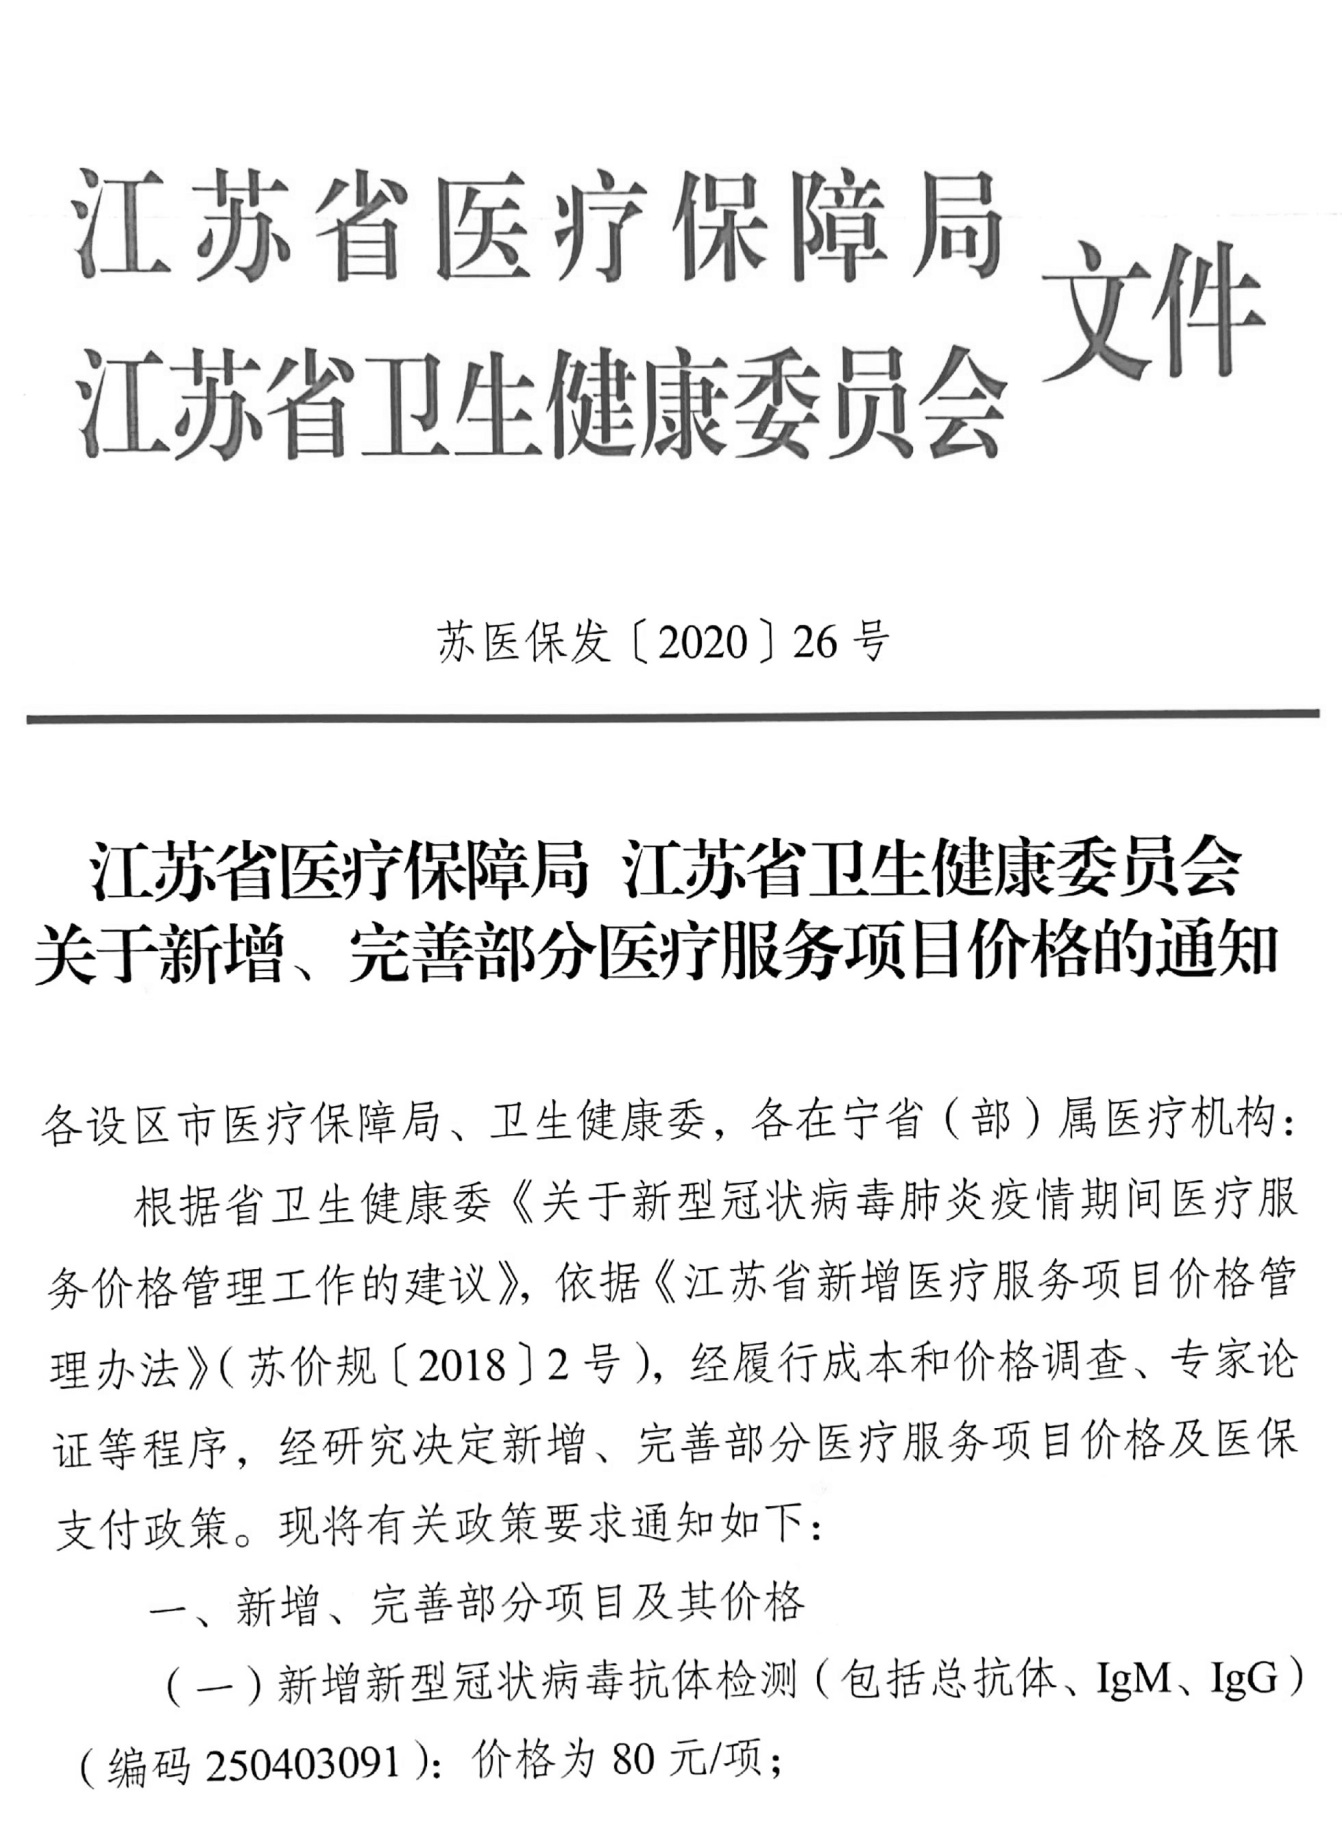 江苏省医疗保障局
文件
江苏省卫生健康委员会
苏医保发〔2020〕26号
江苏省医疗保障局 江苏省卫生健康委员会
关于新增、完善部分医疗服务项目价格的通知
各设区市医疗保障局、卫生健康委，各在宁省（部）属医疗机构：
根据省卫生健康委《关于新型冠状病毒肺炎疫情期间医疗服
务价格管理工作的建议》，依据《江苏省新增医疗服务项目价格管
理办法》（苏价规〔2018〕2号），经履行成本和价格调查、专家论
证等程序，经研究决定新增、完善部分医疗服务项目价格及医保
支付政策。现将有关政策要求通知如下：
一、新增、完善部分项目及其价格
（一）新增新型冠状病毒抗体检测（包括总抗体、IgM、IgG）
（编码250403091）：价格为80元/项；